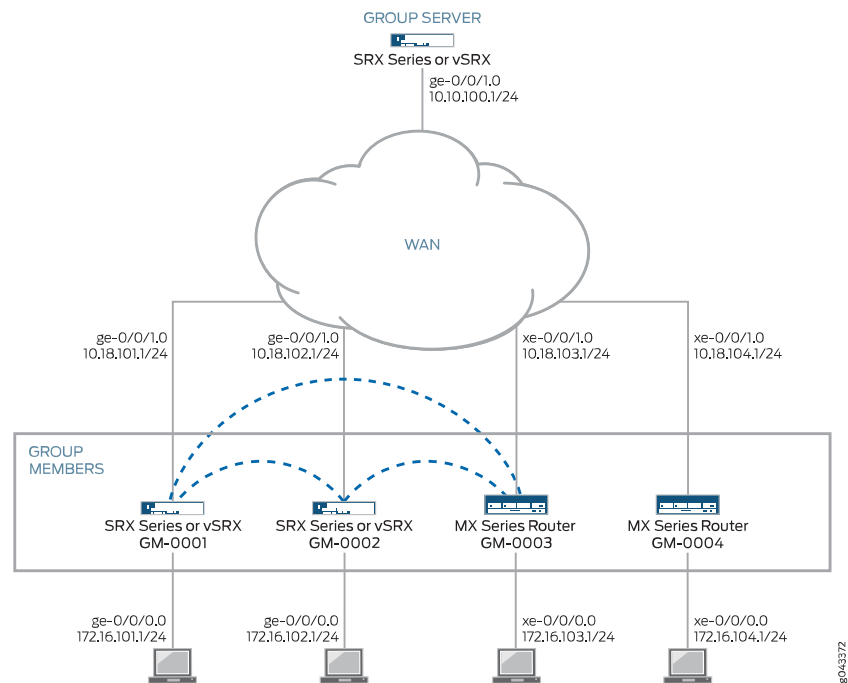 GROUP SERVER
SRX Series or vSRX
ge-0/0/1.0
10.10.100.1/24
WAN
ge-0/0/1.0
10.18.101.1/24
ge-0/0/1.0
10.18.102.1/24
xe-0/0/1.0
10.18.103.1/24
xe-0/0/1.0
10.18.104.1/24
GROUP
MEMBERS
SRX Series or vSRX
GM-0001
SRX Series or vSRX
GM-0002
MX Series Router
GM-0003
MX Series Router
GM-0004
ge-0/0/0.0
172.16.101.1/24
ge-0/0/0.0
172.16.102.1/24
xe-0/0/0.0
172.16.103.1/24
xe-0/0/0.0
172.16.104.1/24
g043372